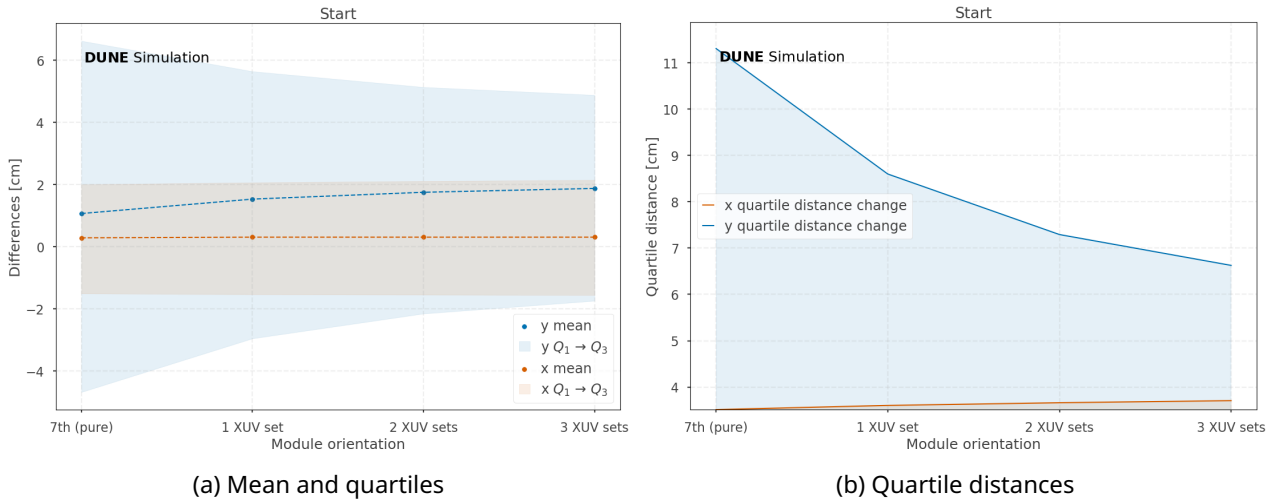 Start
DUNE Simulation
6
4
2
0
−2
−4
Differences [cm]
y mean
y Q₁ → Q₃
x mean
x Q₁ → Q₃
7th (pure) 1 XUV set 2 XUV sets 3 XUV sets
Module orientation
(a) Mean and quartiles
Start
DUNE Simulation
11
10
9
8
7
6
5
4
Quartile distance [cm]
x quartile distance change
y quartile distance change
7th (pure) 1 XUV set 2 XUV sets 3 XUV sets
Module orientation
(b) Quartile distances